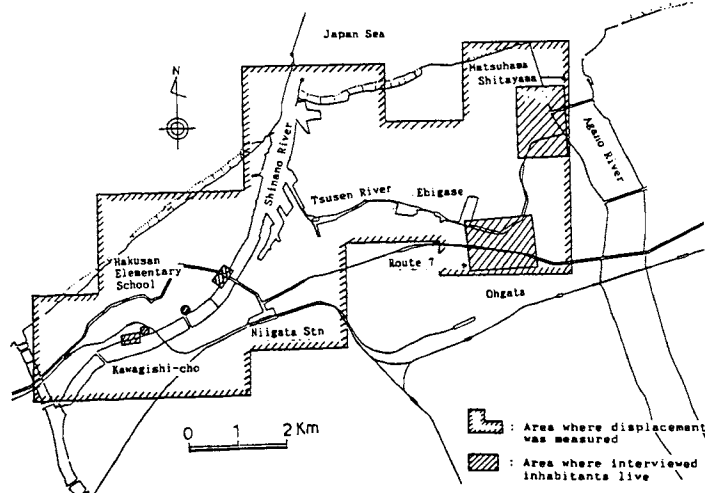 Japan Sea
N
Matsuhama
Shitayama
Agano River
Shinano River
Tsusen River
Ebigase
Hakusan
Elementary
School
Route 7
Ohgata
Niigata Stn
Kawagishi-cho
0 1 2 Km
: Area where displacement
was measured
: Area where interviewed
inhabitants live